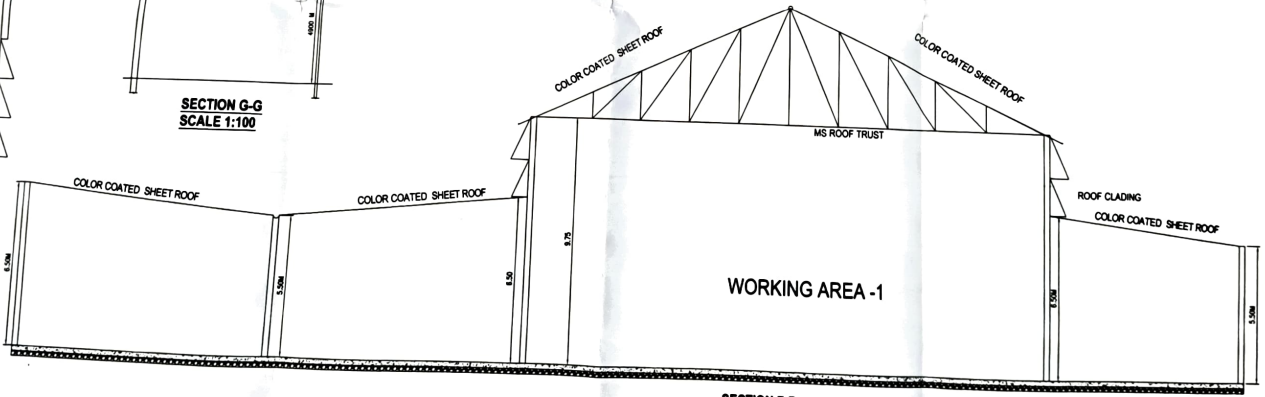 4900 M
SECTION G-G
SCALE 1:100
COLOR COATED SHEET ROOF
COLOR COATED SHEET ROOF
MS ROOF TRUST
COLOR COATED SHEET ROOF
COLOR COATED SHEET ROOF
ROOF CLADING
COLOR COATED SHEET ROOF
6.50M
5.50M
6.50
9.75
WORKING AREA -1
6.50M
5.50M